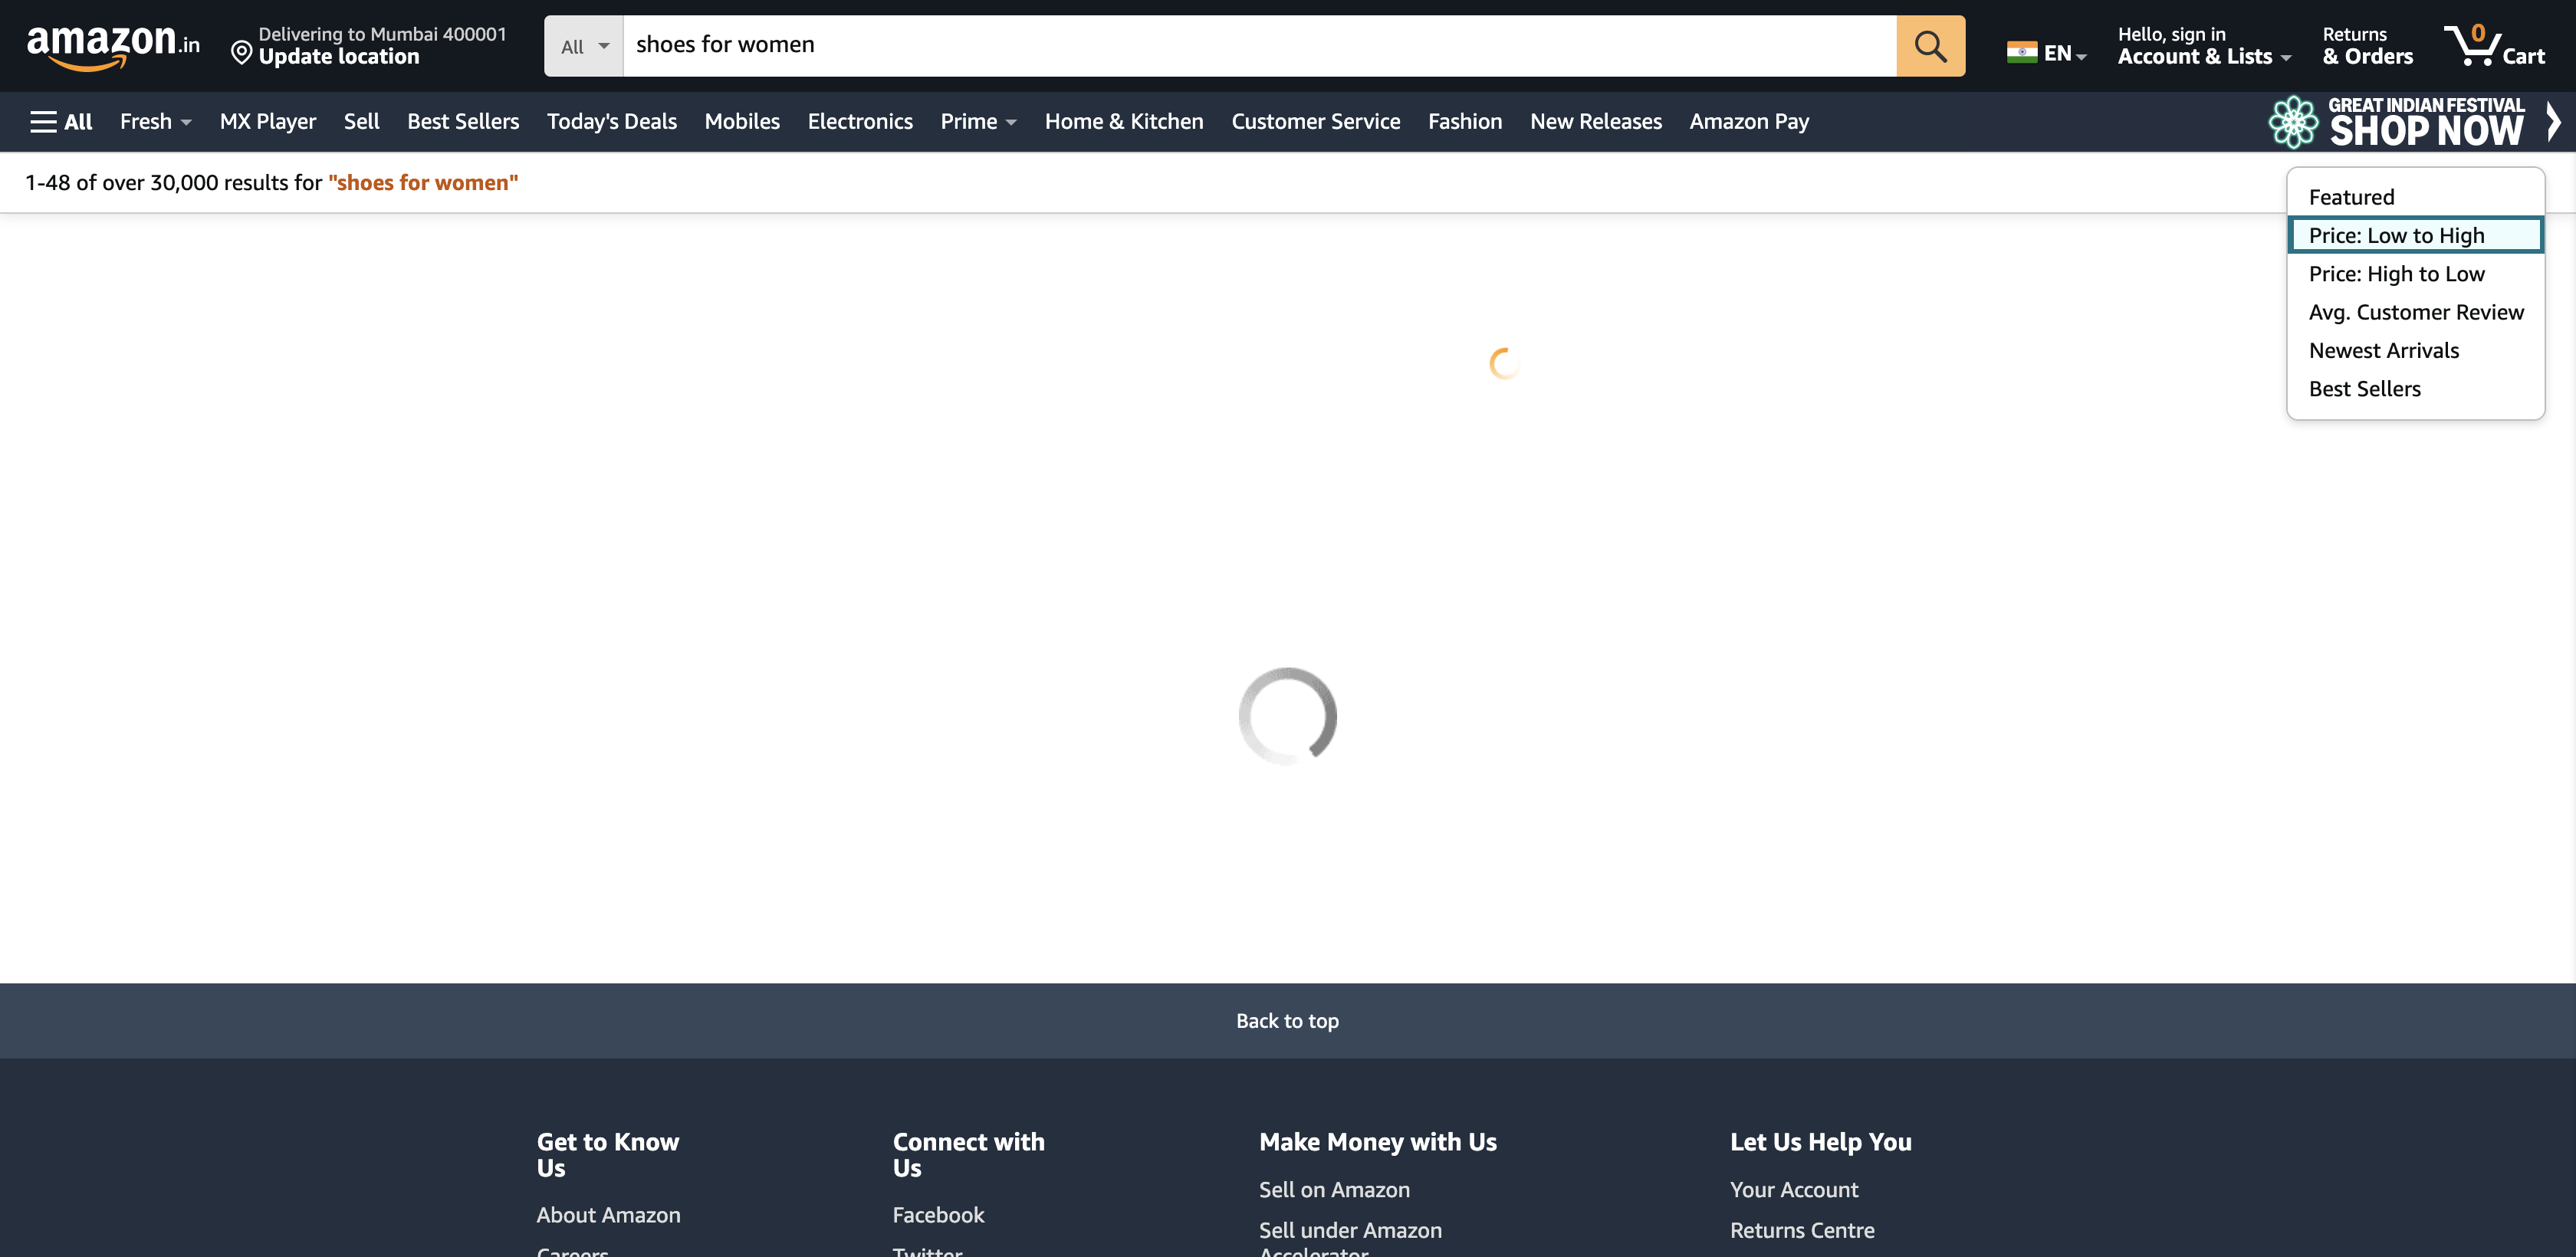 amazon.in
Delivering to Mumbai 400001
Update location
All
shoes for women
EN
Hello, sign in
Account & Lists
Returns
& Orders
0
Cart
All
Fresh
MX Player
Sell
Best Sellers
Today's Deals
Mobiles
Electronics
Prime
Home & Kitchen
Customer Service
Fashion
New Releases
Amazon Pay
GREAT INDIAN FESTIVAL
SHOP NOW
1-48 of over 30,000 results for "shoes for women"
Featured
Price: Low to High
Price: High to Low
Avg. Customer Review
Newest Arrivals
Best Sellers
Back to top
Get to Know
Us
About Amazon
Careers
Connect with
Us
Facebook
Twitter
Make Money with Us
Sell on Amazon
Sell under Amazon
Accelerator
Let Us Help You
Your Account
Returns Centre